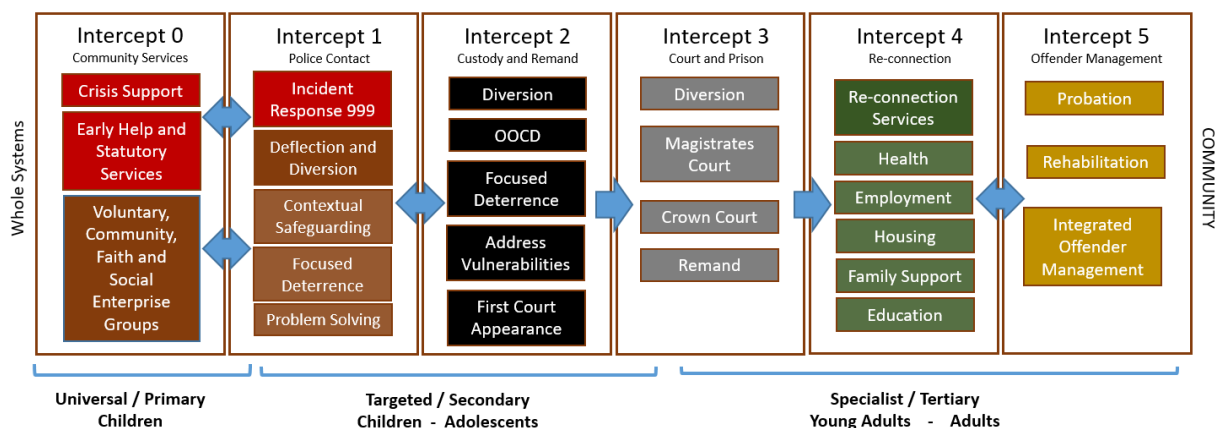 Whole Systems
Intercept 0
Community Services
Crisis Support
Early Help and
Statutory
Services
Voluntary,
Community,
Faith and
Social
Enterprise
Groups
Intercept 1
Police Contact
Incident
Response 999
Deflection and
Diversion
Contextual
Safeguarding
Focused
Deterrence
Problem Solving
Intercept 2
Custody and Remand
Diversion
OOCD
Focused
Deterrence
Address
Vulnerabilities
First Court
Appearance
Intercept 3
Court and Prison
Diversion
Magistrates
Court
Crown Court
Remand
Intercept 4
Re-connection
Re-connection
Services
Health
Employment
Housing
Family Support
Education
Intercept 5
Offender Management
Probation
Rehabilitation
Integrated
Offender
Management
COMMUNITY
Universal / Primary
Children
Targeted / Secondary
Children - Adolescents
Specialist / Tertiary
Young Adults - Adults